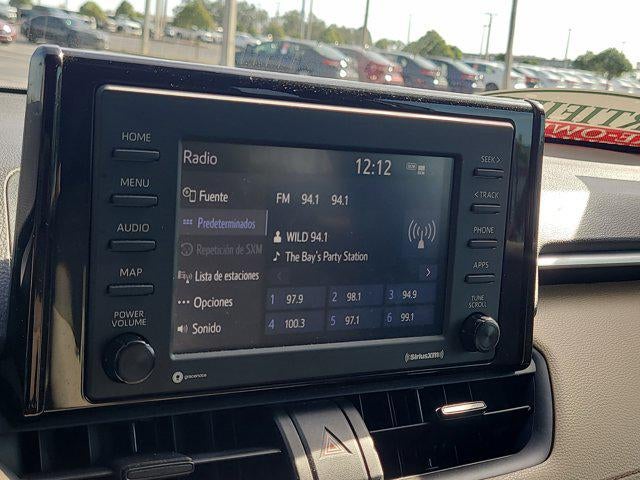 HOME
MENU
AUDIO
MAP
POWER
VOLUME
Radio
12:12
Fuente
Predeterminados
Repetición de SXM
Lista de estaciones
Opciones
Sonido
FM 94.1 94.1
WILD 94.1
The Bay's Party Station
1 97.9 2 98.1 3 94.9
4 100.3 5 97.1 6 99.1
SEEK >
< TRACK
PHONE
APPS
TUNE
SCROLL
gracenote
((SiriusXM))